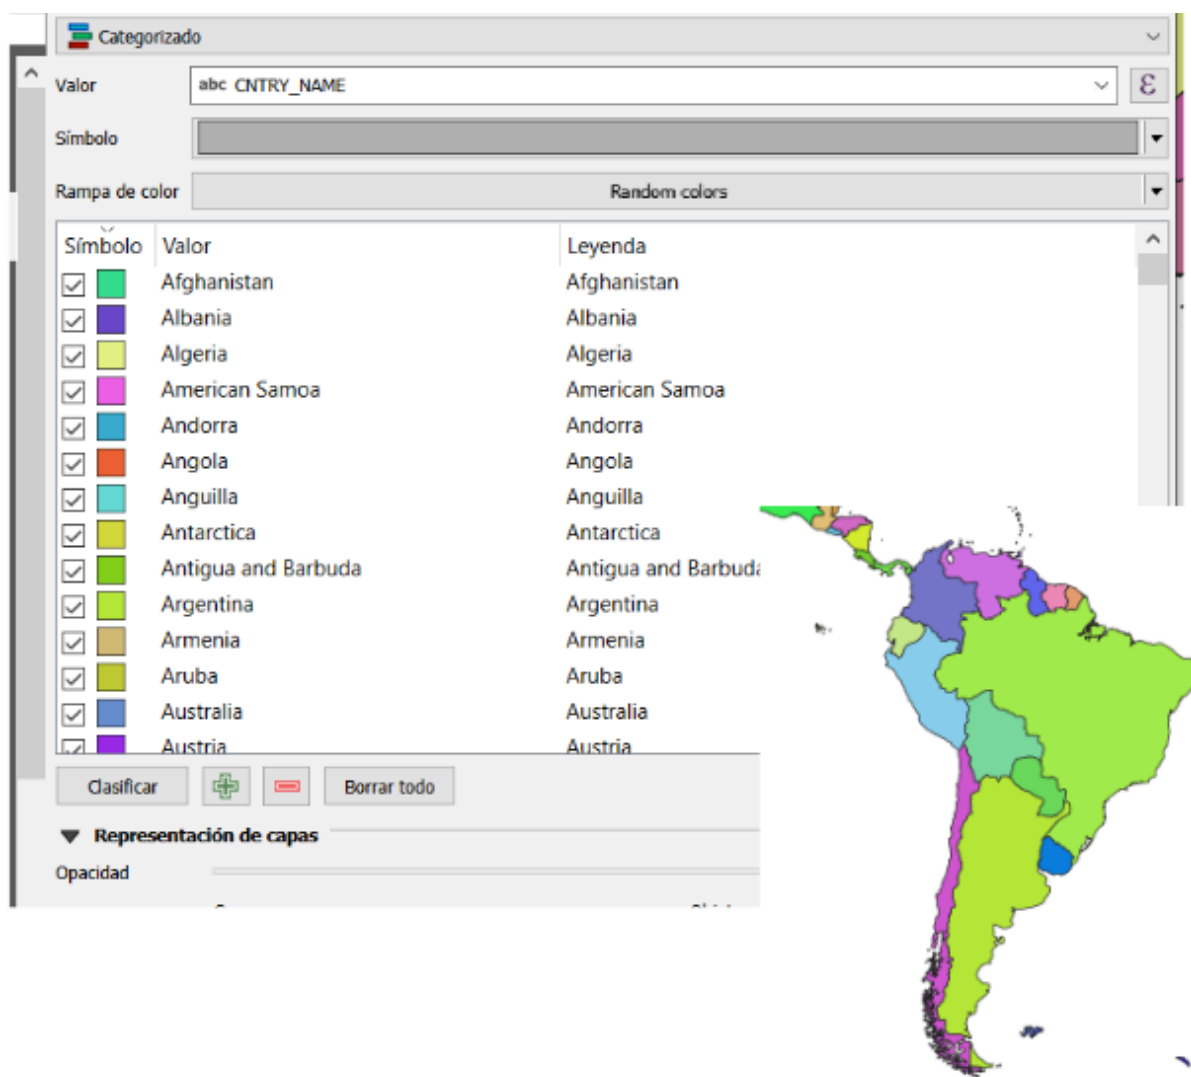 Categorizado
Valor abc CNTRY_NAME ε
Símbolo
Rampa de color Random colors
Símbolo Valor Leyenda
Afghanistan Afghanistan
Albania Albania
Algeria Algeria
American Samoa American Samoa
Andorra Andorra
Angola Angola
Anguilla Anguilla
Antarctica Antarctica
Antigua and Barbuda Antigua and Barbuda
Argentina Argentina
Armenia Armenia
Aruba Aruba
Australia Australia
Austria Austria
Clasificar Borrar todo
Representación de capas
Opacidad